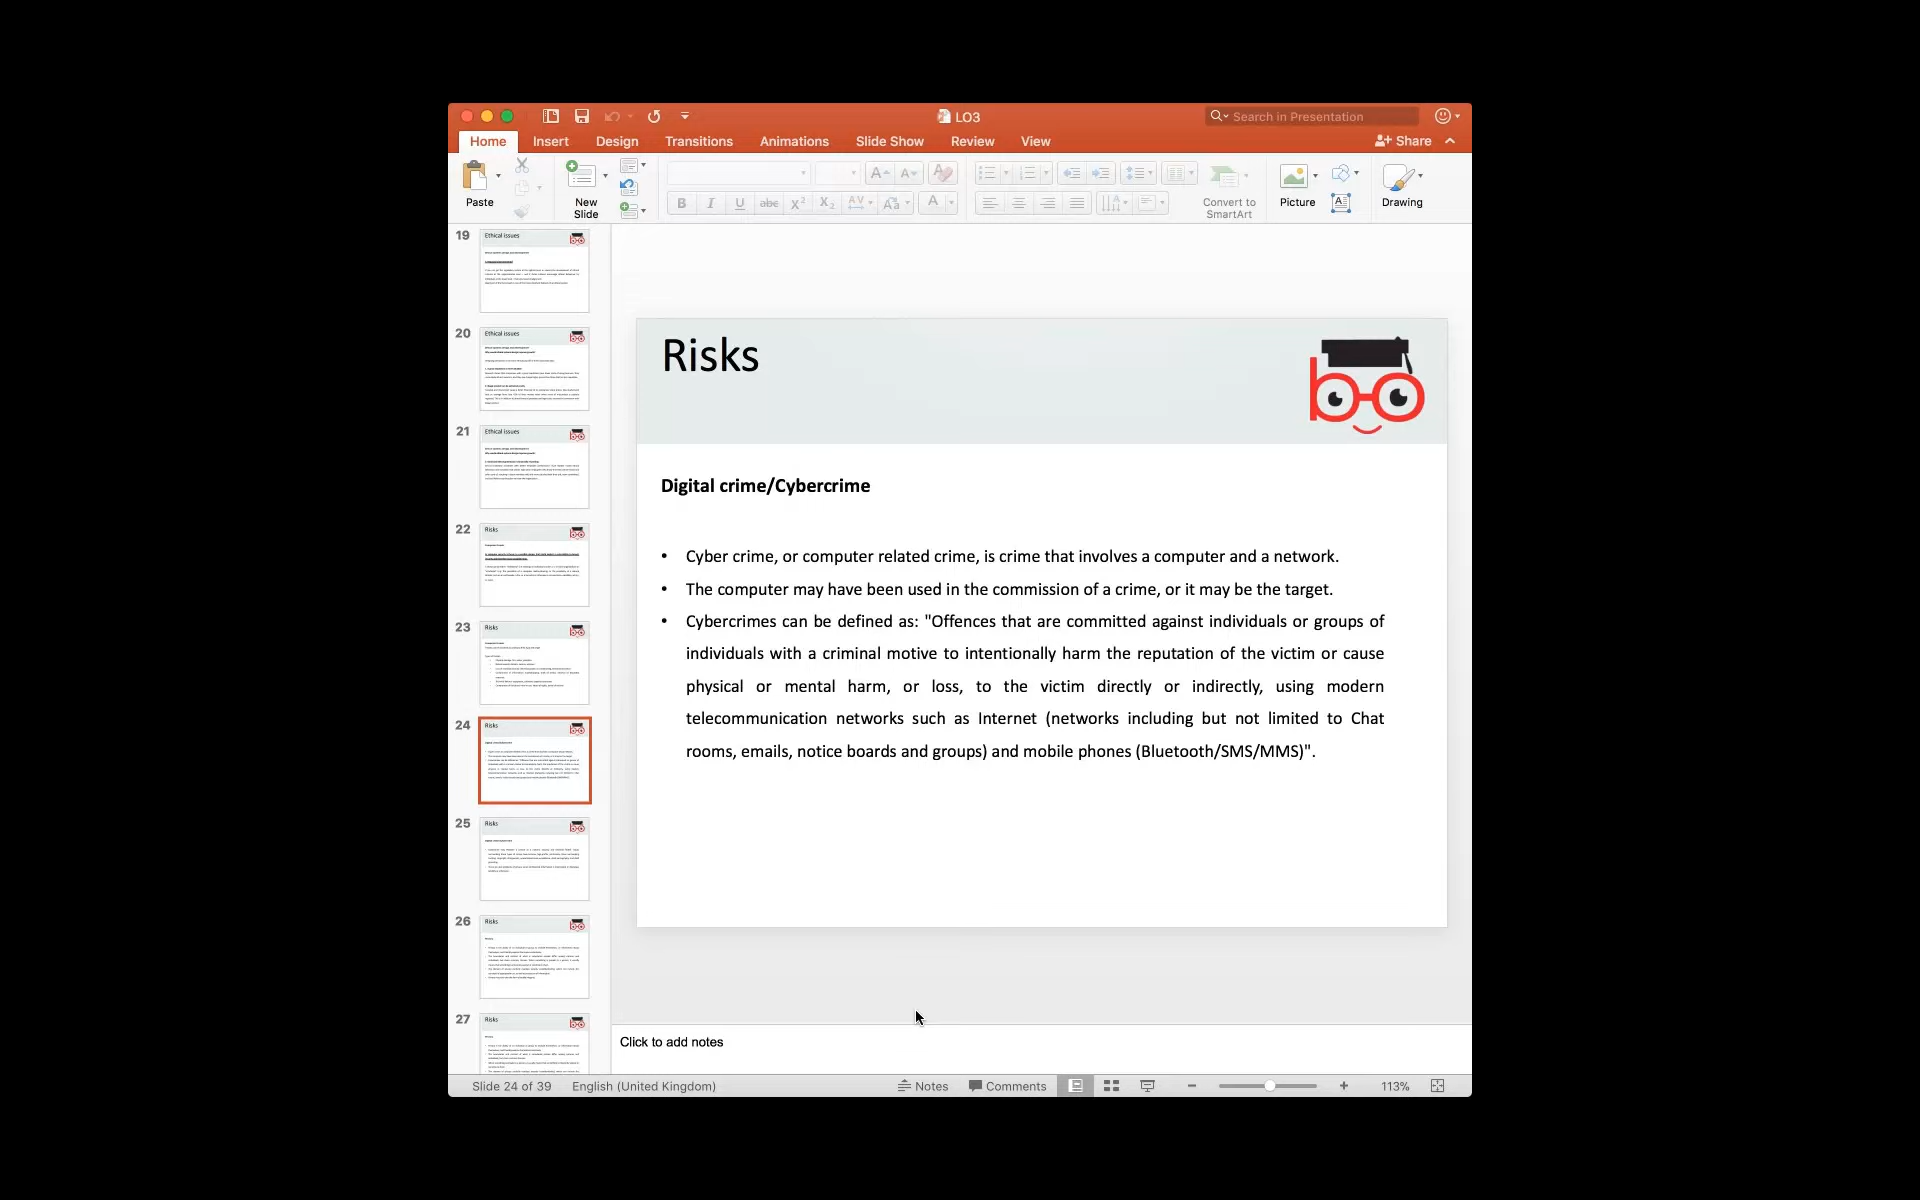 LO3
Search in Presentation
Home Insert Design Transitions Animations Slide Show Review View
Share
Paste
New Slide
Convert to SmartArt
Picture
Drawing
19
Ethical issues
20
Ethical issues
21
Ethical issues
22
Risks
23
Risks
24
Risks
25
Risks
26
Risks
27
Risks
Risks
Digital crime/Cybercrime
• Cyber crime, or computer related crime, is crime that involves a computer and a network.
• The computer may have been used in the commission of a crime, or it may be the target.
• Cybercrimes can be defined as: "Offences that are committed against individuals or groups of
individuals with a criminal motive to intentionally harm the reputation of the victim or cause
physical or mental harm, or loss, to the victim directly or indirectly, using modern
telecommunication networks such as Internet (networks including but not limited to Chat
rooms, emails, notice boards and groups) and mobile phones (Bluetooth/SMS/MMS)".
Click to add notes
Slide 24 of 39 English (United Kingdom) Notes Comments 113%